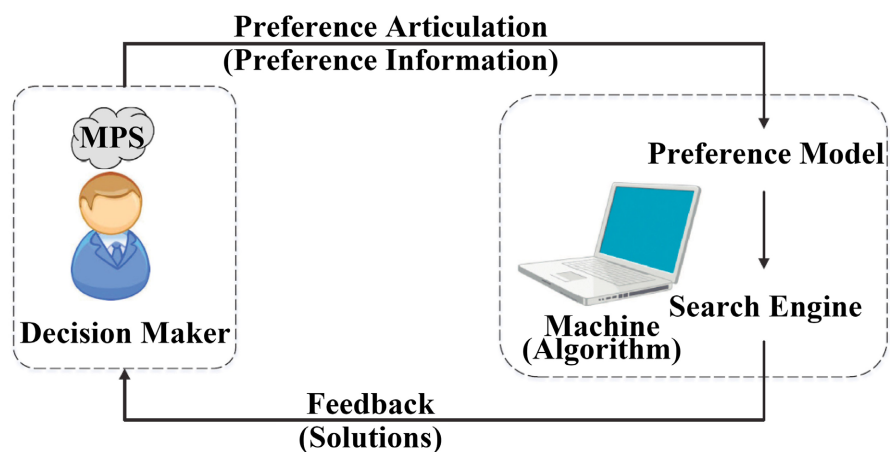 Preference Articulation
(Preference Information)
MPS
Decision Maker
Preference Model
Search Engine
Machine
(Algorithm)
Feedback
(Solutions)